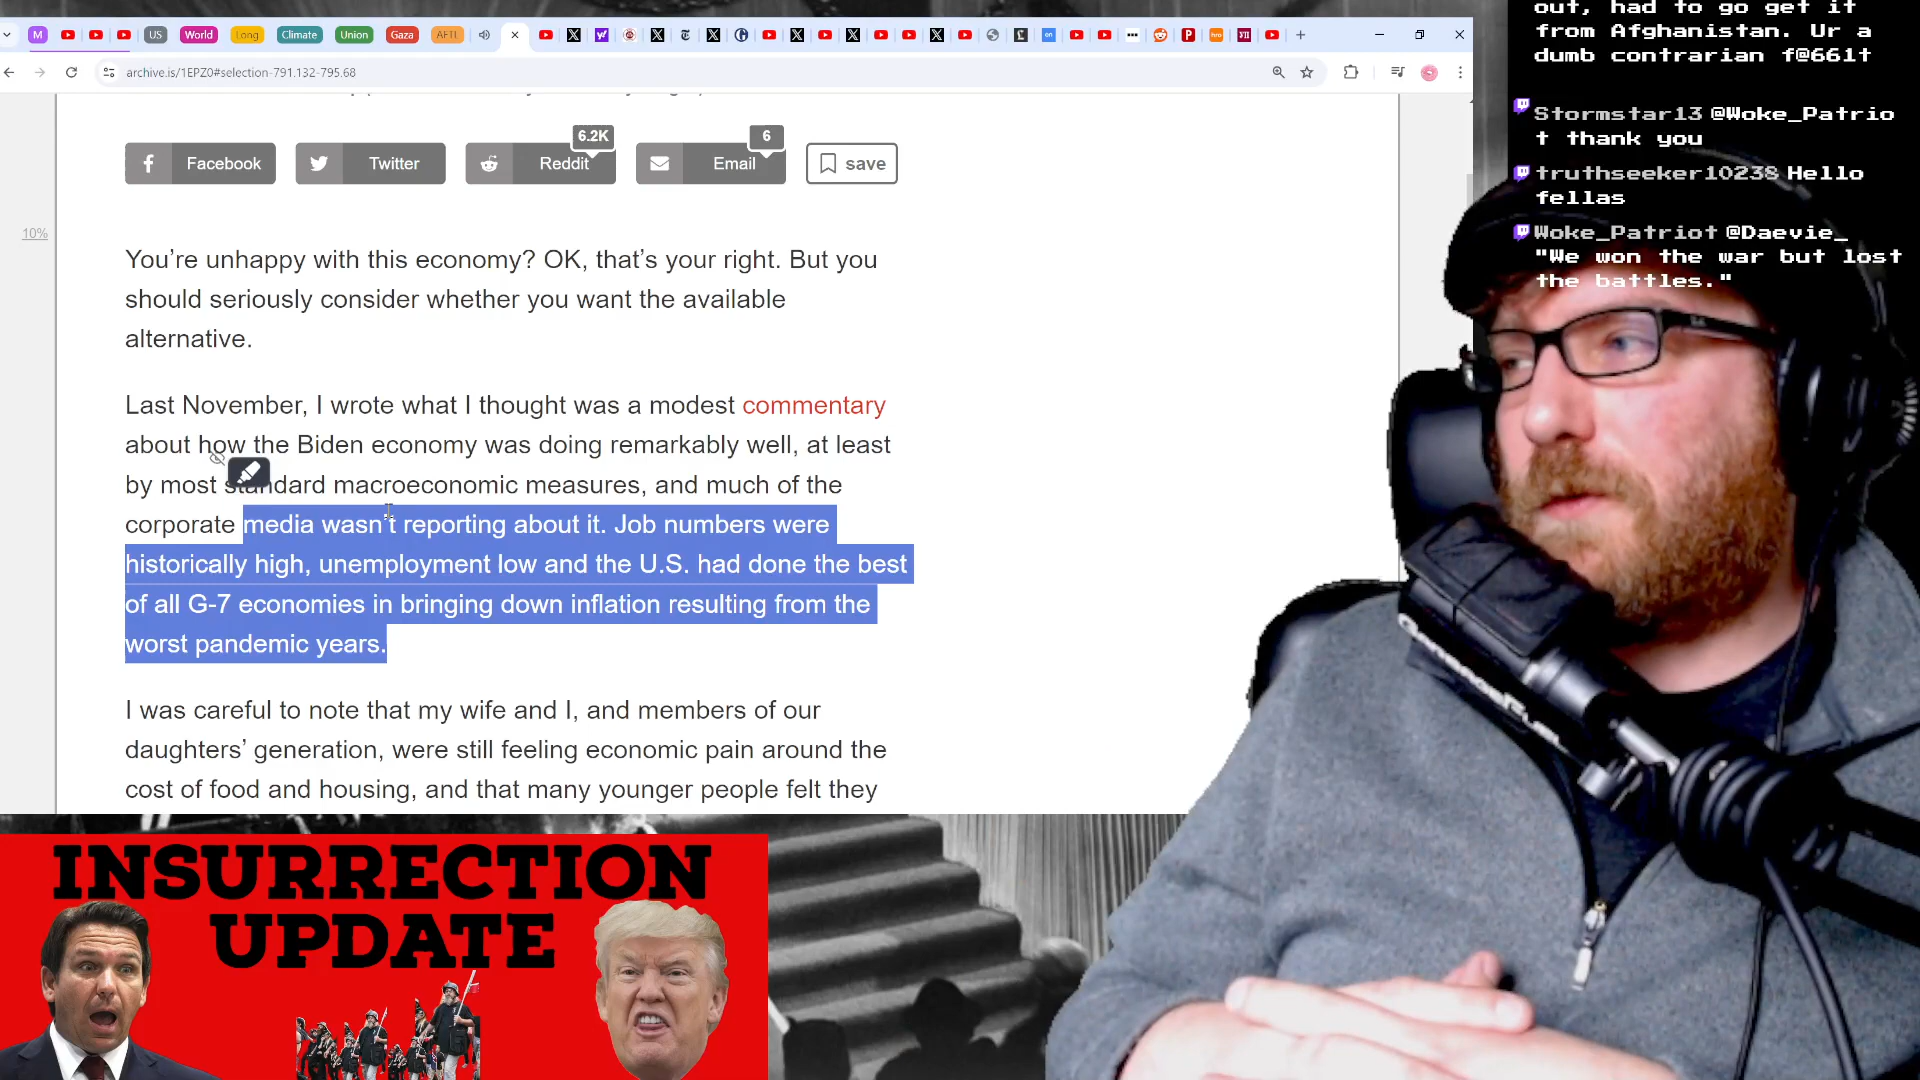 M
US
World
Long
Climate
Union
Gaza
AFTL
archive.is/1EPZ0#selection-791.132-795.68
6.2K
6
Facebook
Twitter
Reddit
Email
save
10%
You’re unhappy with this economy? OK, that’s your right. But you
should seriously consider whether you want the available
alternative.
Last November, I wrote what I thought was a modest commentary
about how the Biden economy was doing remarkably well, at least
by most standard macroeconomic measures, and much of the
corporate media wasn’t reporting about it. Job numbers were
historically high, unemployment low and the U.S. had done the best
of all G-7 economies in bringing down inflation resulting from the
worst pandemic years.
I was careful to note that my wife and I, and members of our
daughters’ generation, were still feeling economic pain around the
cost of food and housing, and that many younger people felt they
INSURRECTION
UPDATE
out, had to go get it
from Afghanistan. Ur a
dumb contrarian f@661t
Stormstar13 @Woke_Patrio
t thank you
truthseeker10238 Hello
fellas
Woke_Patriot @Daevie_
"We won the war but lost
the battles."